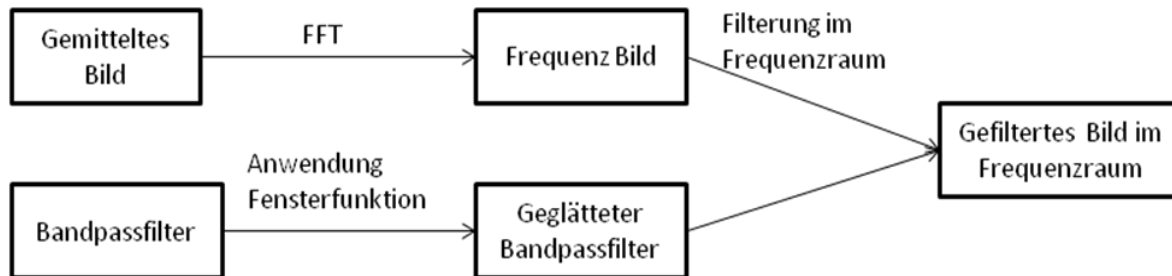 Gemitteltes
Bild
FFT
Frequenz Bild
Filterung im
Frequenzraum
Gefiltertes Bild im
Frequenzraum
Bandpassfilter
Anwendung
Fensterfunktion
Geglätteter
Bandpassfilter